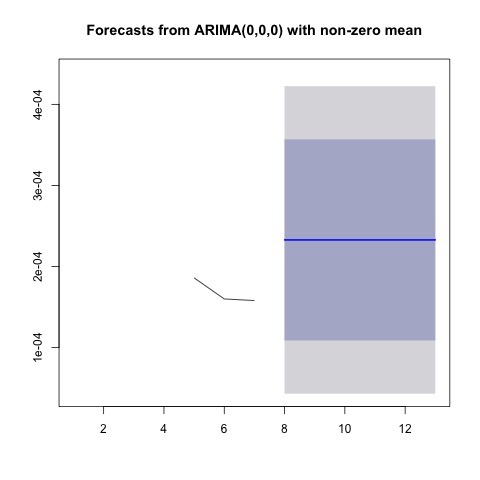 Forecasts from ARIMA(0,0,0) with non-zero mean
4e-04
3e-04
2e-04
1e-04
2 4 6 8 10 12